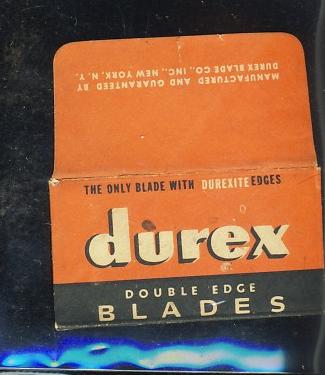 MANUFACTURED AND GUARANTEED BY
DUREX BLADE CO., INC., NEW YORK, N. Y.
THE ONLY BLADE WITH DUREXITE EDGES
durex
DOUBLE EDGE
BLADES